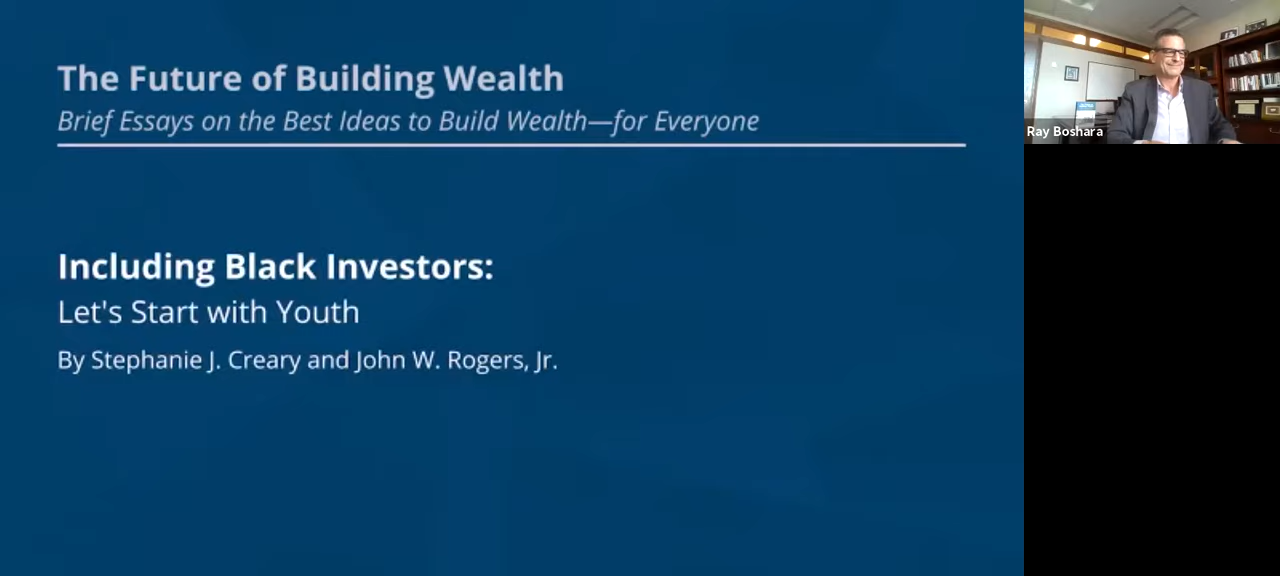 The Future of Building Wealth
Brief Essays on the Best Ideas to Build Wealth—for Everyone
Including Black Investors:
Let's Start with Youth
By Stephanie J. Creary and John W. Rogers, Jr.
Ray Boshara